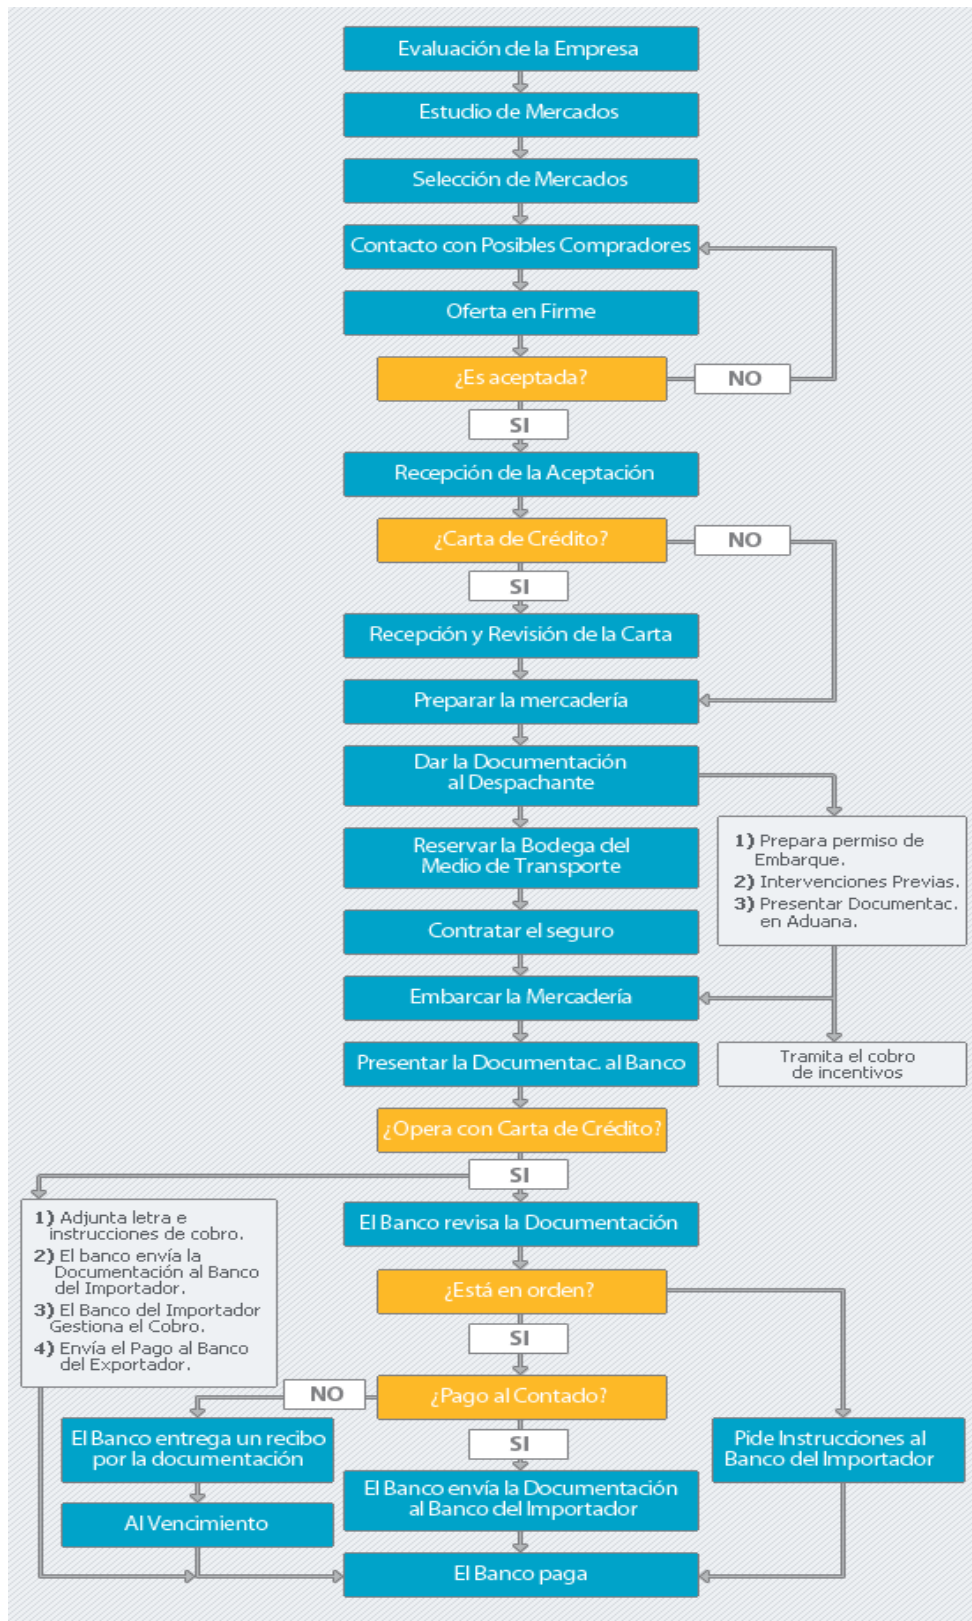 Evaluación de la Empresa
Estudio de Mercados
Selección de Mercados
Contacto con Posibles Compradores
Oferta en Firme
¿Es aceptada?
NO
SI
Recepción de la Aceptación
¿Carta de Crédito?
NO
SI
Recepción y Revisión de la Carta
Preparar la mercadería
Dar la Documentación
al Despachante
1) Prepara permiso de
Embarque.
2) Intervenciones Previas.
3) Presentar Documentac.
en Aduana.
Reservar la Bodega del
Medio de Transporte
Contratar el seguro
Embarcar la Mercadería
Tramita el cobro
de incentivos
Presentar la Documentac. al Banco
¿Opera con Carta de Crédito?
SI
1) Adjunta letra e
instrucciones de cobro.
2) El banco envía la
Documentación al Banco
del Importador.
3) El Banco del Importador
Gestiona el Cobro.
4) Envía el Pago al Banco
del Exportador.
El Banco revisa la Documentación
¿Está en orden?
SI
¿Pago al Contado?
NO
El Banco entrega un recibo
por la documentación
Al Vencimiento
SI
El Banco envía la Documentación
al Banco del Importador
Pide Instrucciones al
Banco del Importador
El Banco paga